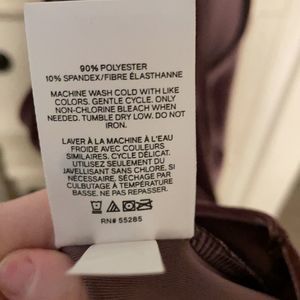 90% POLYESTER
10% SPANDEX/FIBRE ÉLASTHANNE
MACHINE WASH COLD WITH LIKE
COLORS. GENTLE CYCLE. ONLY
NON-CHLORINE BLEACH WHEN
NEEDED. TUMBLE DRY LOW. DO NOT
IRON.
LAVER À LA MACHINE À L'EAU
FROIDE AVEC COULEURS
SIMILAIRES. CYCLE DÉLICAT.
UTILISEZ SEULEMENT DU
JAVELLISANT SANS CHLORE, SI
NÉCESSAIRE. SÉCHAGE PAR
CULBUTAGE À TEMPÉRATURE
BASSE. NE PAS REPASSER.
RN# 55285